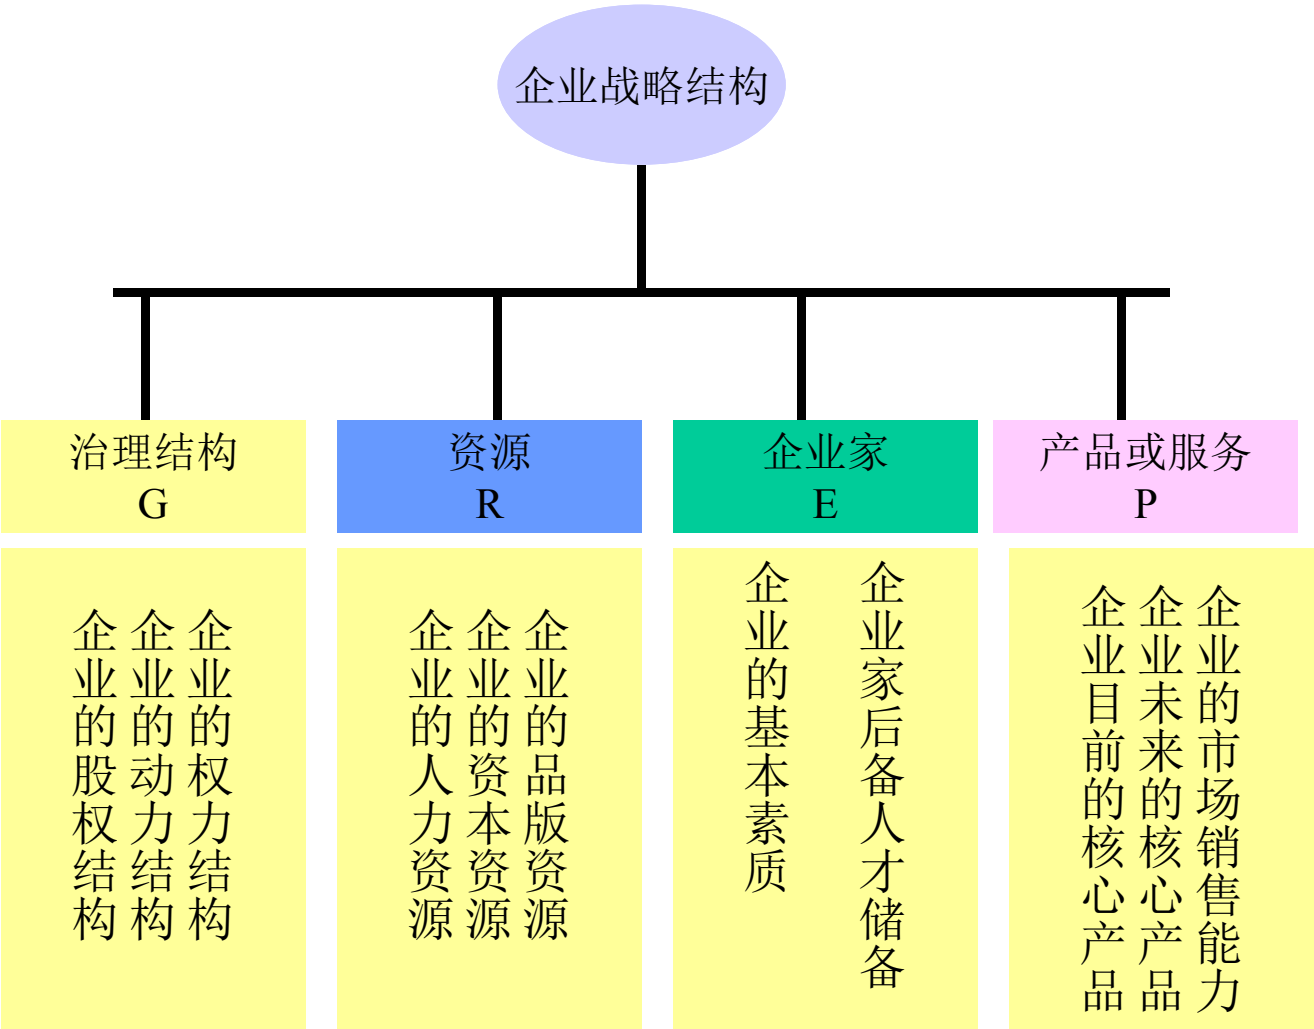 企业战略结构
治理结构
G
资源
R
企业家
E
产品或服务
P
企业的股权结构
企业的动力结构
企业的权力结构
企业的人力资源
企业的资本资源
企业的品版资源
企业的基本素质
企业家后备人才储备
企业目前的核心产品
企业未来的核心产品
企业的市场销售能力